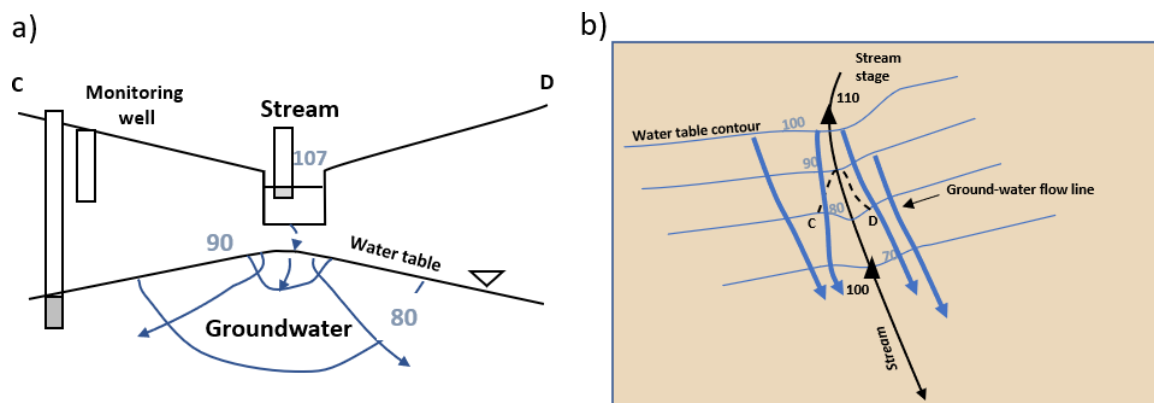 a)
C
Monitoring
well
Stream
107
D
90
Water table
80
Groundwater
b)
Stream
stage
110
Water table contour
100
90
Ground-water flow line
C
80
D
70
100
Stream